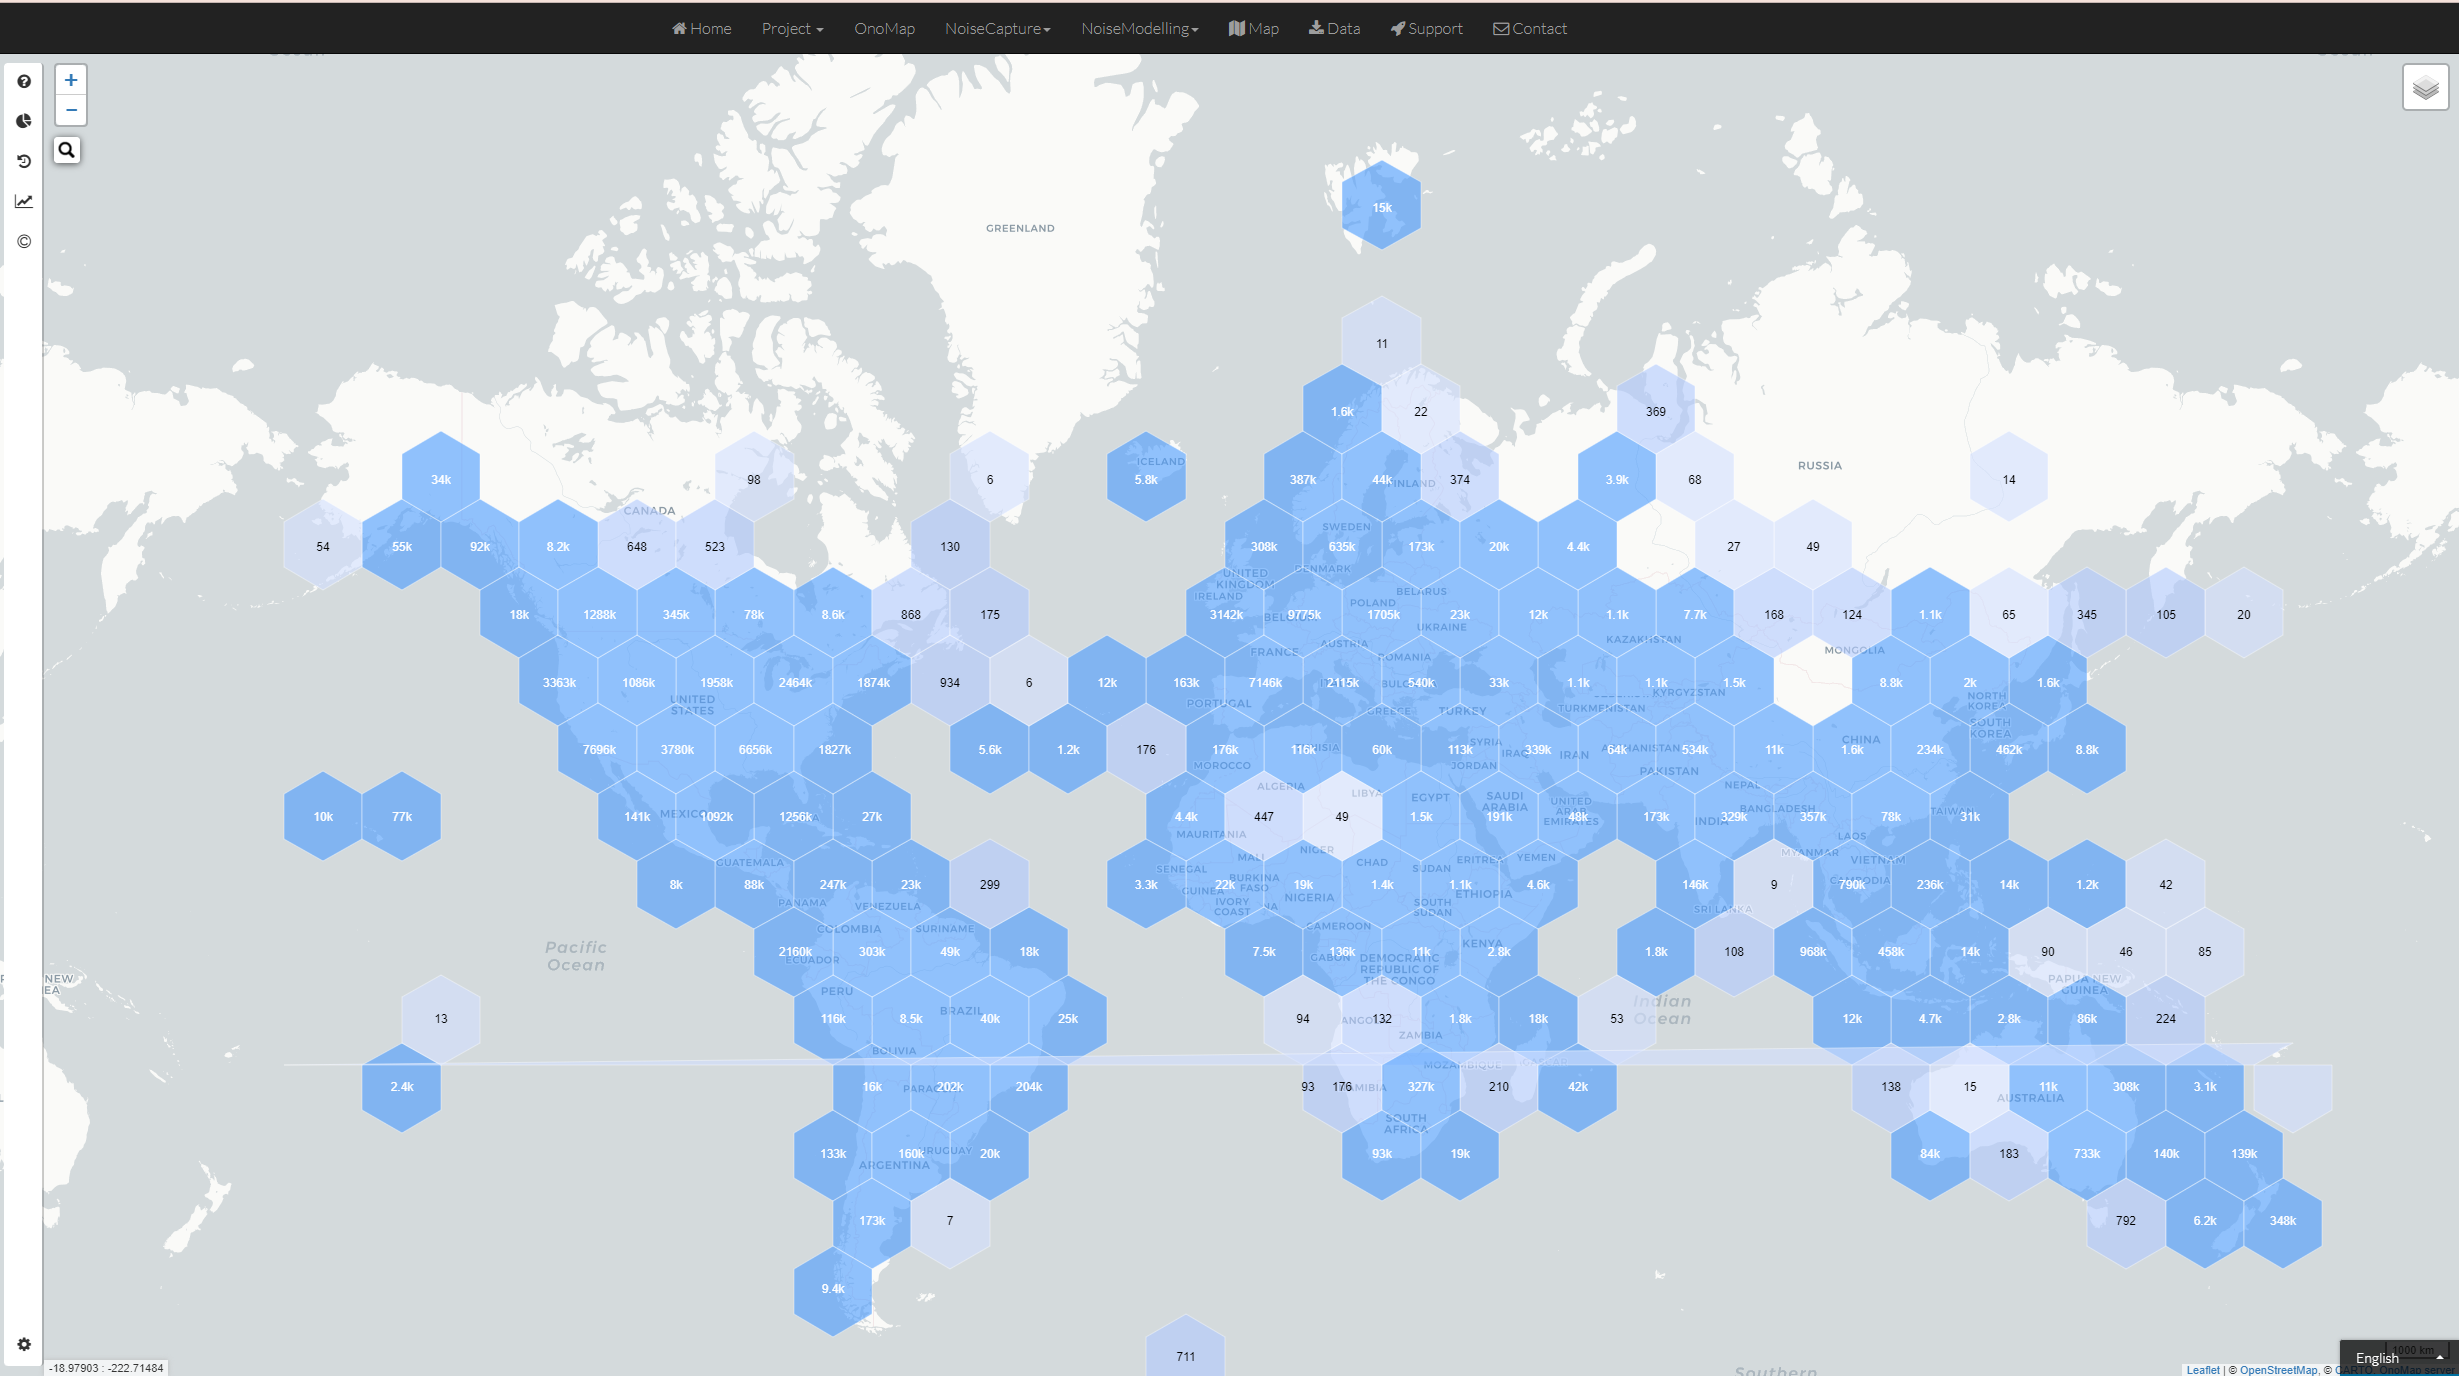 Home Project OnoMap NoiseCapture NoiseModelling Map Data Support Contact
+
−
15k
GREENLAND
11
1.6k 22 369
ICELAND
34k 98 6 5.8k 387k 44k FINLAND 374 3.9k 68 RUSSIA 14
CANADA
SWEDEN
54 55k 92k 8.2k 648 523 130 308k 635k 173k 20k 4.4k 27 49
DENMARK
UNITED
KINGDOM
IRELAND POLAND BELARUS
18k 1288k 345k 78k 8.6k 868 175 3142k 9775k 1705k 23k 12k 1.1k 7.7k 168 124 1.1k 65 345 105 20
UKRAINE
AUSTRIA KAZAKHSTAN
FRANCE ROMANIA MONGOLIA
3363k 1086k 1958k 2464k 1874k 934 6 12k 163k 7146k 2115k 540k 33k 1.1k 1.1k 1.5k 8.8k 2k 1.6k
KYRGYZSTAN
UNITED
STATES
PORTUGAL GREECE TURKEY TURKMENISTAN
NORTH
KOREA
SOUTH
KOREA
7696k 3780k 6656k 1827k 5.6k 1.2k 176 176k 116k 60k 113k 339k 64k 534k 11k 1.6k 234k 462k 8.8k
SYRIA IRAQ IRAN AFGHANISTAN CHINA
MOROCCO JORDAN PAKISTAN
ALGERIA LIBYA EGYPT NEPAL
SAUDI
ARABIA
UNITED
ARAB
EMIRATES
BANGLADESH TAIWAN
10k 77k 141k MEXICO 1092k 1256k 27k 4.4k 447 49 1.5k 191k 48k 173k INDIA 329k 357k 78k 31k
MAURITANIA LAOS
MALI NIGER MYANMAR
GUATEMALA SENEGAL CHAD SUDAN ERITREA YEMEN VIETNAM
8k 88k 247k 23k 299 3.3k 22k 19k 1.4k 1.1k 4.6k 146k 9 790k 236k 14k 1.2k 42
BURKINA
FASO
GUINEA CAMBODIA
NIGERIA ETHIOPIA
IVORY
COAST
SOUTH
SUDAN
PANAMA VENEZUELA SRI LANKA
COLOMBIA SURINAME CAMEROON
KENYA
2160k 303k 49k 18k 7.5k 136k 11k 2.8k 1.8k 108 968k 458k 14k 90 46 85
Pacific
Ocean
ECUADOR GABON
DEMOCRATIC
REPUBLIC OF
THE CONGO
PAPUA NEW
GUINEA
NEW
PERU
Indian
Ocean
13 116k 8.5k BRAZIL 40k 25k 94 132 1.8k 18k 53 12k 4.7k 2.8k 86k 224
ZAMBIA
BOLIVIA
MOZAMBIQUE
2.4k 16k 202k 204k 93 176 327k 210 42k 138 15 11k 308k 3.1k
AUSTRALIA
SOUTH
AFRICA
133k 160k URUGUAY 20k 93k 19k 84k 183 733k 140k 139k
ARGENTINA
173k 7 792 6.2k 348k
9.4k
711
1000 km
English
-18.97903 : -222.71484
Southern
Leaflet | © OpenStreetMap, © CARTO, OnoMap server